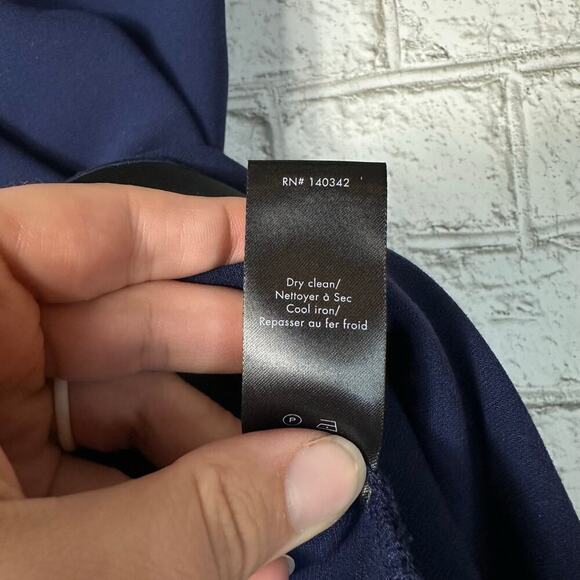 RN# 140342
Dry clean/
Nettoyer à Sec
Cool iron/
Repasser au fer froid
P